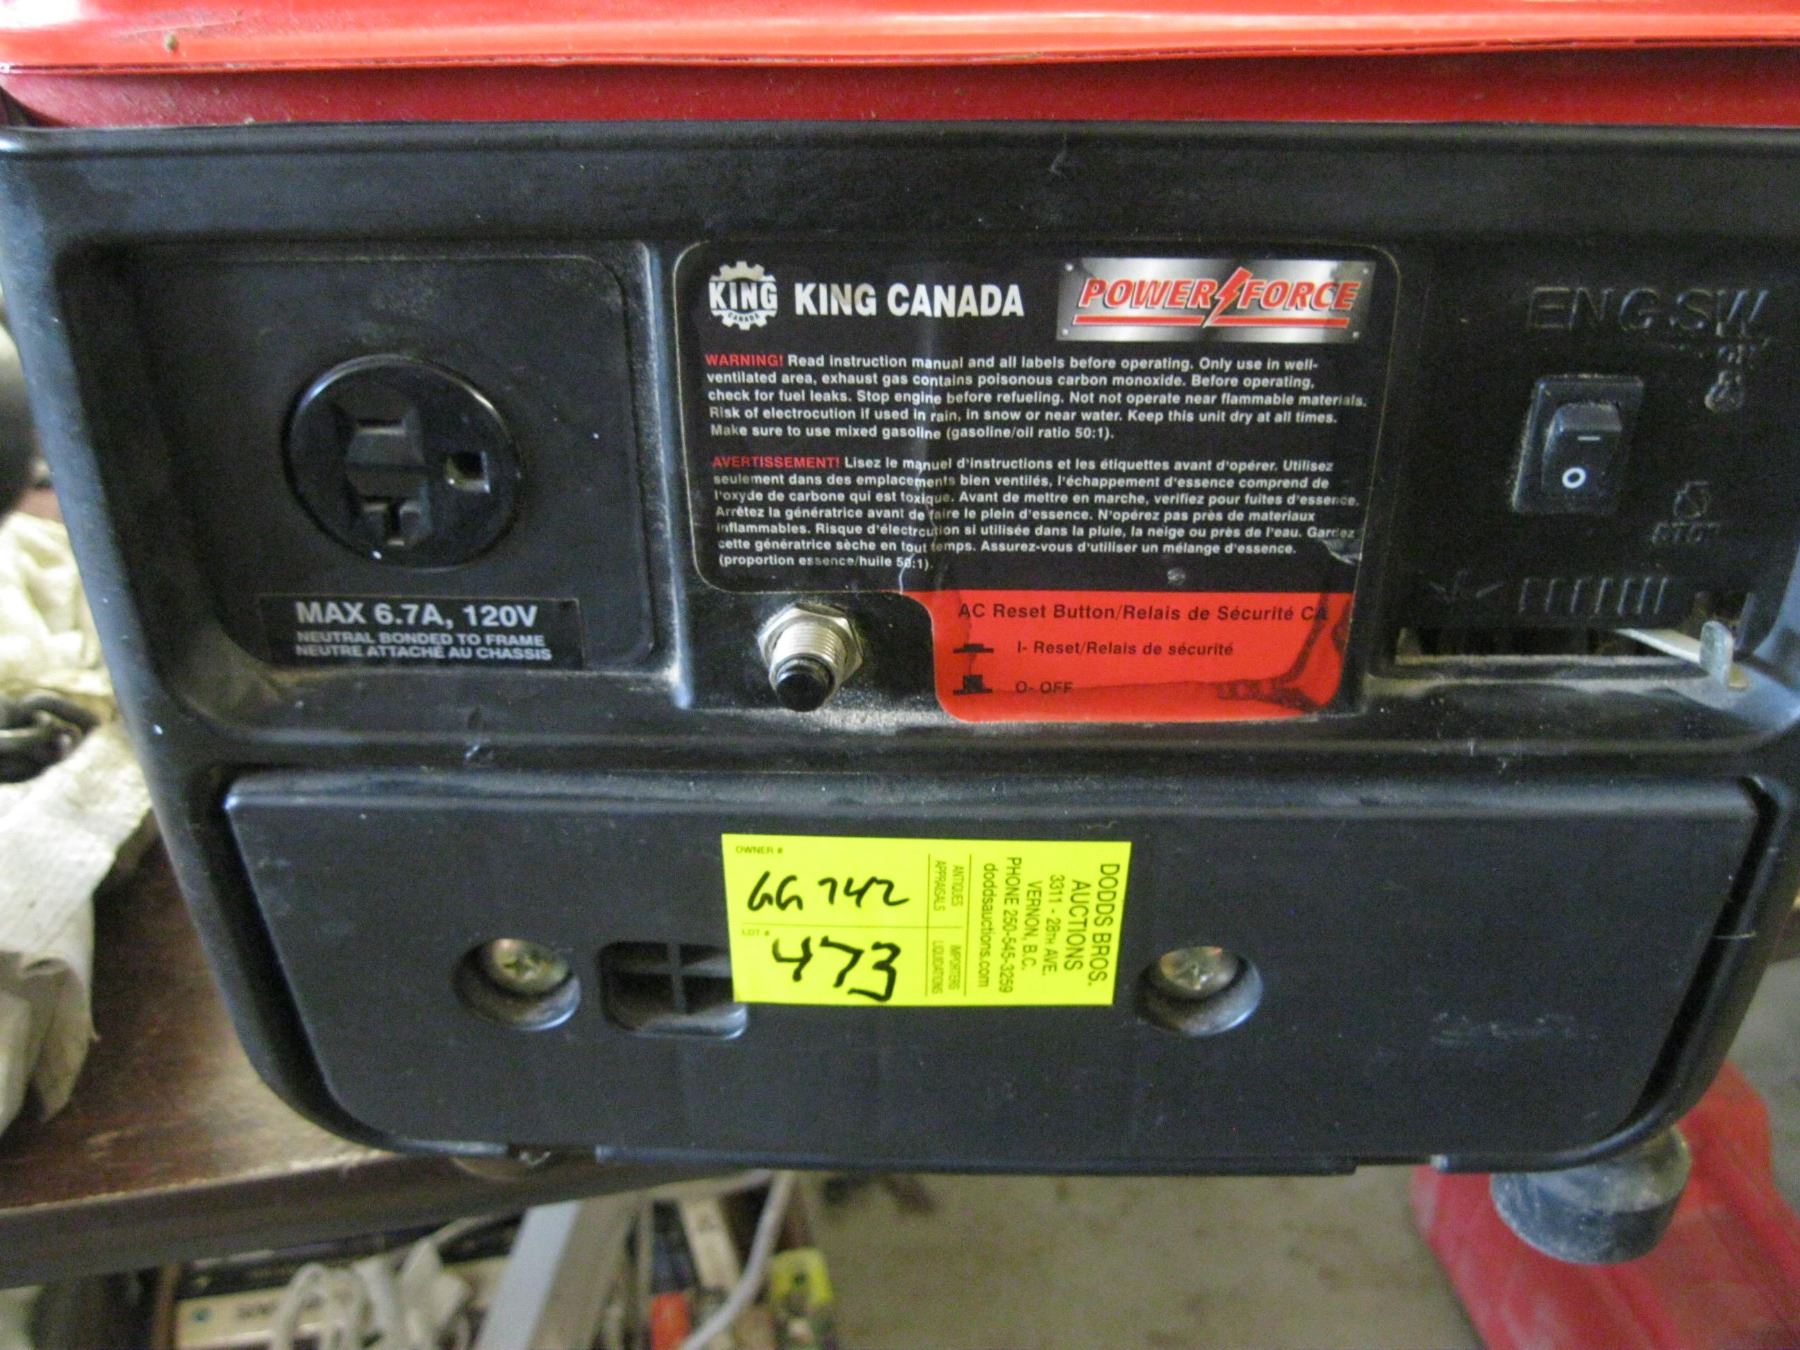 KING
CANADA
KING CANADA
POWER FORCE
WARNING! Read instruction manual and all labels before operating. Only use in well-
ventilated area, exhaust gas contains poisonous carbon monoxide. Before operating,
check for fuel leaks. Stop engine before refueling. Not not operate near flammable materials.
Risk of electrocution if used in rain, in snow or near water. Keep this unit dry at all times.
Make sure to use mixed gasoline (gasoline/oil ratio 50:1).
AVERTISSEMENT! Lisez le manuel d'instructions et les étiquettes avant d'opérer. Utilisez
seulement dans des emplacements bien ventilés, l'échappement d'essence comprend de
l'oxyde de carbone qui est toxique. Avant de mettre en marche, verifiez pour fuites d'essence.
Arrêtez la génératrice avant de faire le plein d'essence. N'opérez pas près de materiaux
inflammables. Risque d'électrcution si utilisée dans la pluie, la neige ou près de l'eau. Gardez
cette génératrice sèche en tout temps. Assurez-vous d'utiliser un mélange d'essence.
(proportion essence/huile 50:1).
AC Reset Button/Relais de Sécurité CA
I- Reset/Relais de sécurité
O- OFF
MAX 6.7A, 120V
NEUTRAL BONDED TO FRAME
NEUTRE ATTACHÉ AU CHASSIS
ENG.SW
ON
STOP
OWNER #
GG 742
LOT #
473
ANTIQUES
APPRAISALS
IMPORTERS
LIQUIDATIONS
DODDS BROS.
AUCTIONS
3311 - 28TH AVE.
VERNON, B.C.
PHONE 250-545-3259
doddsauctions.com